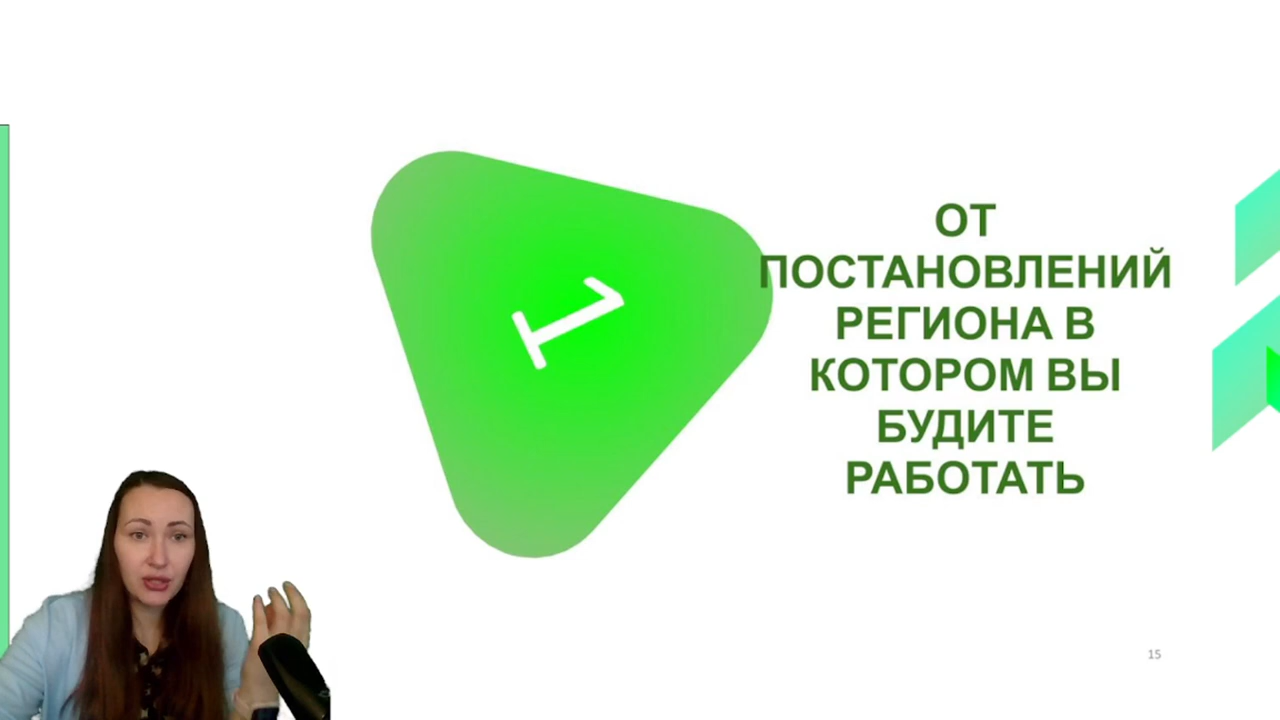 1
ОТ
ПОСТАНОВЛЕНИЙ
РЕГИОНА В
КОТОРОМ ВЫ
БУДИТЕ
РАБОТАТЬ
15